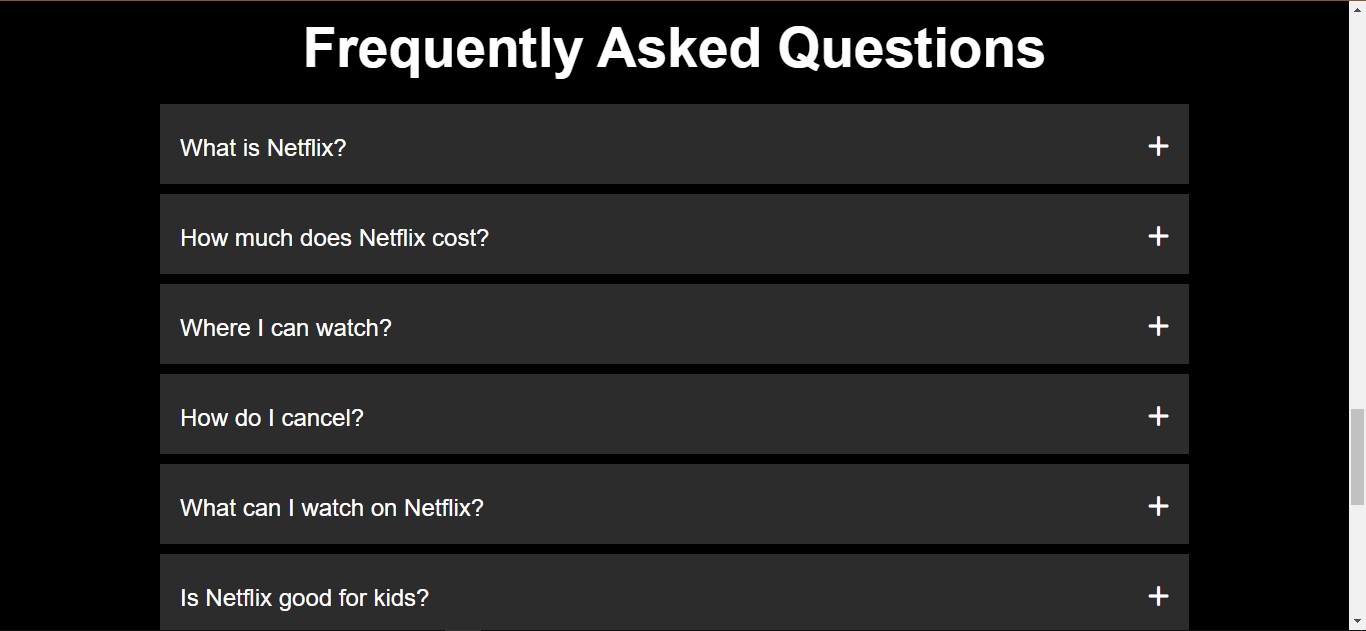 Frequently Asked Questions
What is Netflix?
How much does Netflix cost?
Where I can watch?
How do I cancel?
What can I watch on Netflix?
Is Netflix good for kids?